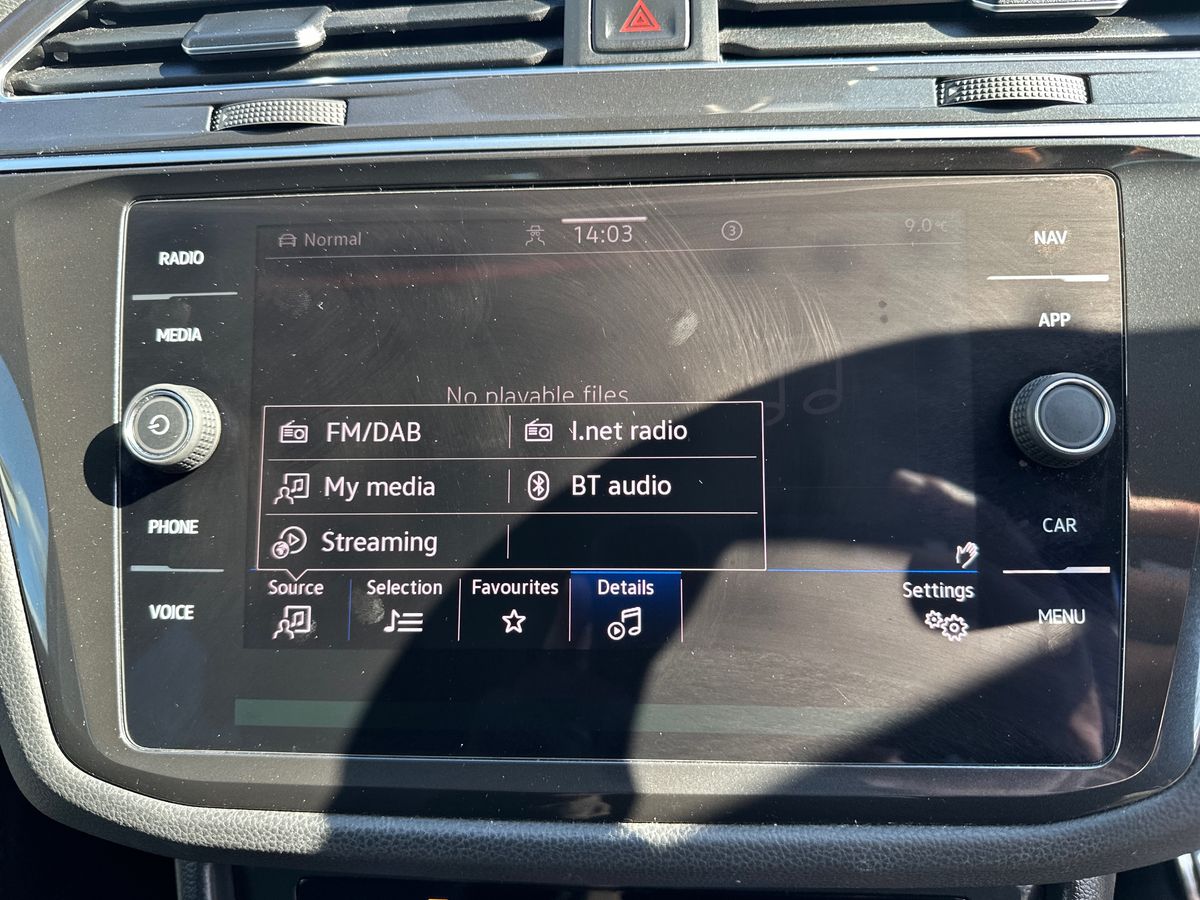 RADIO
MEDIA
PHONE
VOICE
Normal
14:03
3
9.0°C
No playable files
FM/DAB
I.net radio
My media
BT audio
Streaming
Source
Selection
Favourites
Details
Settings
NAV
APP
CAR
MENU